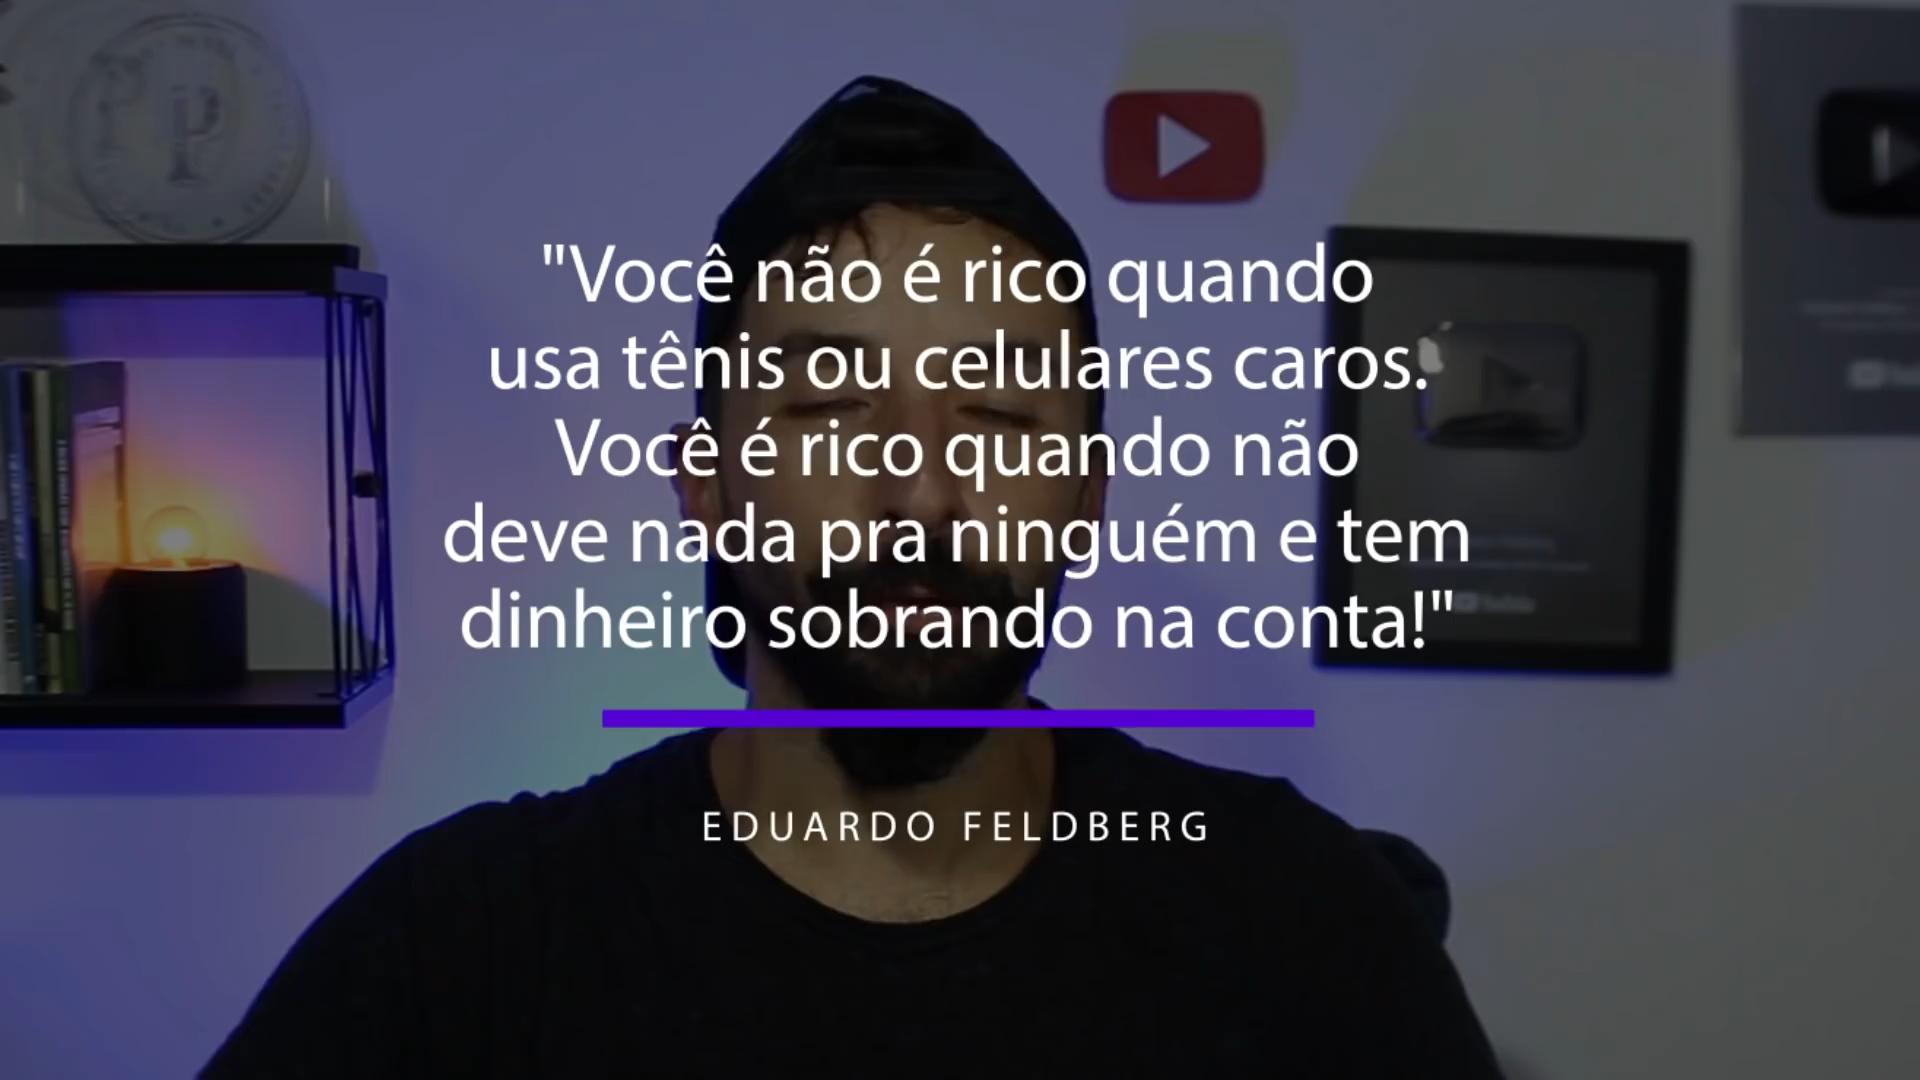 "Você não é rico quando
usa tênis ou celulares caros.
Você é rico quando não
deve nada pra ninguém e tem
dinheiro sobrando na conta!"
EDUARDO FELDBERG